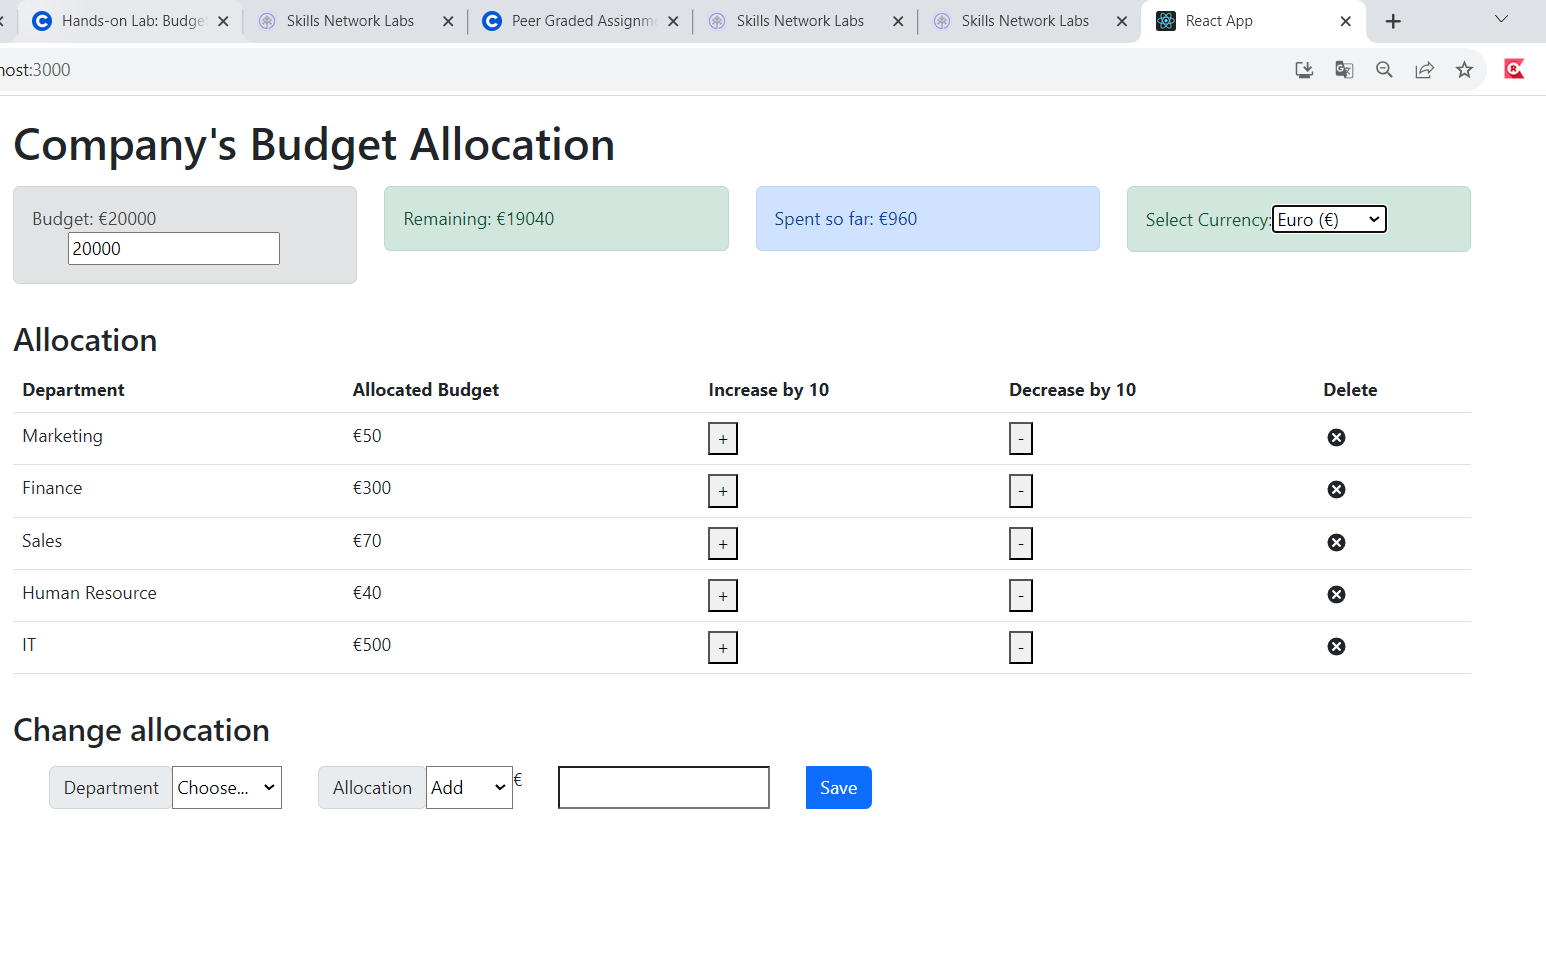 Hands-on Lab: Budge
Skills Network Labs
Peer Graded Assignm
Skills Network Labs
Skills Network Labs
React App
host:3000
Company's Budget Allocation
Budget: €20000
20000
Remaining: €19040
Spent so far: €960
Select Currency: Euro (€)
Allocation
Department Allocated Budget Increase by 10 Decrease by 10 Delete
Marketing €50 + -
Finance €300 + -
Sales €70 + -
Human Resource €40 + -
IT €500 + -
Change allocation
Department Choose... Allocation Add € Save